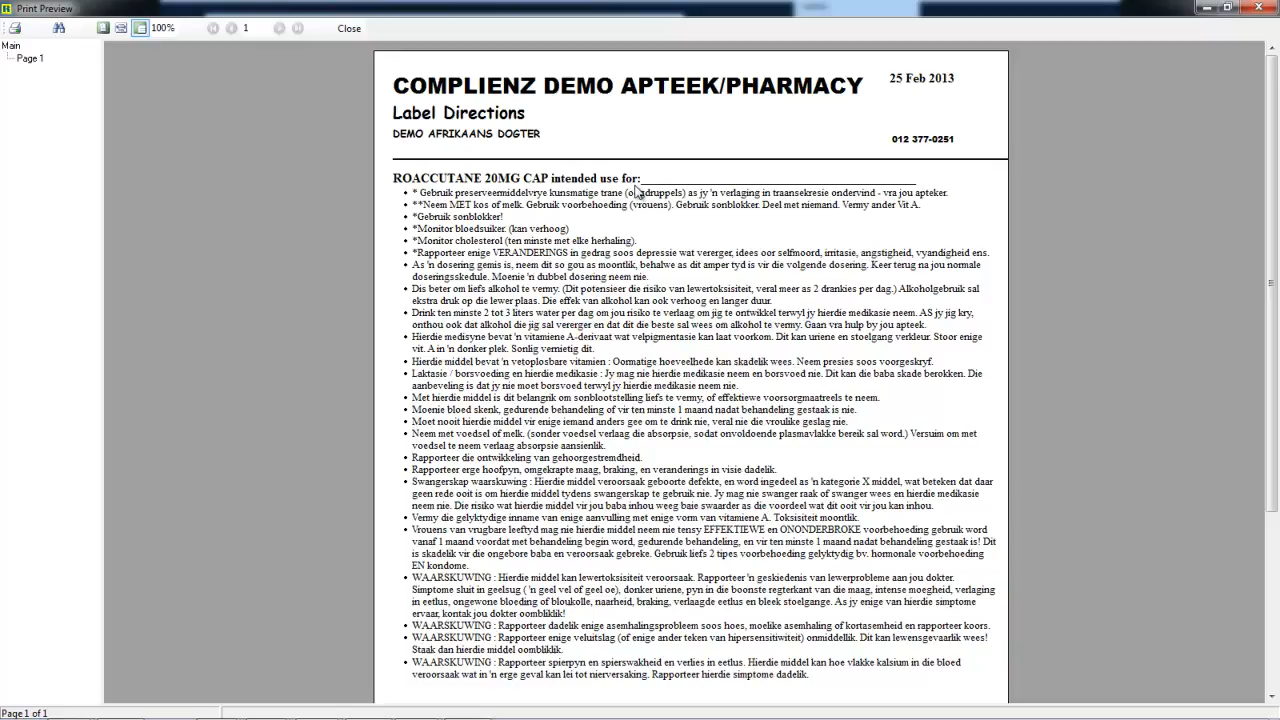 Print Preview
100%
1
Close
Main
Page 1
COMPLIENZ DEMO APTEEK/PHARMACY
25 Feb 2013
Label Directions
DEMO AFRIKAANS DOGTER
012 377-0251
ROACCUTANE 20MG CAP intended use for:
* Gebruik preserveermiddelvrye kunsmatige trane (oogdruppels) as jy 'n verlaging in traansekresie ondervind - vra jou apteker.
**Neem MET kos of melk. Gebruik voorbehoeding (vrouens). Gebruik sonblokker. Deel met niemand. Vermy ander Vit A.
*Gebruik sonblokker!
*Monitor bloedsuiker. (kan verhoog)
*Monitor cholesterol (ten minste met elke herhaling).
*Rapporteer enige VERANDERINGS in gedrag soos depressie wat vererger, idees oor selfmoord, irritasie, angstigheid, vyandigheid ens.
As 'n dosering gemis is, neem dit so gou as moontlik, behalwe as dit amper tyd is vir die volgende dosering. Keer terug na jou normale
doseringsskedule. Moenie 'n dubbel dosering neem nie.
Dis beter om liefs alkohol te vermy. (Dit potensieer die risiko van lewertoksisiteit, veral meer as 2 drankies per dag.) Alkoholgebruik sal
ekstra druk op die lewer plaas. Die effek van alkohol kan ook verhoog en langer duur.
Drink ten minste 2 tot 3 liters water per dag om jou risiko te verlaag om jig te ontwikkel terwyl jy hierdie medikasie neem. AS jy jig kry,
onthou ook dat alkohol die jig sal vererger en dat dit die beste sal wees om alkohol te vermy. Gaan vra hulp by jou apteek.
Hierdie medisyne bevat 'n vitamiene A-derivaat wat velpigmentasie kan laat voorkom. Dit kan uriene en stoelgang verkleur. Stoor enige
vit. A in 'n donker plek. Sonlig vernietig dit.
Hierdie middel bevat 'n vetoplosbare vitamien : Oormatige hoeveelhede kan skadelik wees. Neem presies soos voorgeskryf.
Laktasie / borsvoeding en hierdie medikasie : Jy mag nie hierdie medikasie neem en borsvoed nie. Dit kan die baba skade berokken. Die
aanbeveling is dat jy nie moet borsvoed terwyl jy hierdie medikasie neem nie.
Met hierdie middel is dit belangrik om sonblootstelling liefs te vermy, of effektiewe voorsorgmaatreels te neem.
Moenie bloed skenk, gedurende behandeling of vir ten minste 1 maand nadat behandeling gestaak is nie.
Moet nooit hierdie middel vir enige iemand anders gee om te drink nie, veral nie die vroulike geslag nie.
Neem met voedsel of melk. (sonder voedsel verlaag die absorpsie, sodat onvoldoende plasmavlakke bereik sal word.) Versuim om met
voedsel te neem verlaag absorpsie aansienlik.
Rapporteer die ontwikkeling van gehoorgestremdheid.
Rapporteer erge hoofpyn, omgekrapte maag, braking, en veranderings in visie dadelik.
Swangerskap waarskuwing : Hierdie middel veroorsaak geboorte defekte, en word ingedeel as 'n kategorie X middel, wat beteken dat daar
geen rede ooit is om hierdie middel tydens swangerskap te gebruik nie. Jy mag nie swanger raak of swanger wees en hierdie medikasie
neem nie. Die risiko wat hierdie middel vir jou baba inhou weeg baie swaarder as die voordeel wat dit ooit vir jou kan inhou.
Vermy die gelyktydige inname van enige aanvulling met enige vorm van vitamiene A. Toksisiteit moontlik.
Vrouens van vrugbare leeftyd mag nie hierdie middel neem nie tensy EFFEKTIEWE en ONONDERBROKE voorbehoeding gebruik word
vanaf 1 maand voordat met behandeling begin word, gedurende behandeling, en vir ten minste 1 maand nadat behandeling gestaak is! Dit
is skadelik vir die ongebore baba en veroorsaak gebreke. Gebruik liefs 2 tipes voorbehoeding gelyktydig bv. hormonale voorbehoeding
EN kondome.
WAARSKUWING : Hierdie middel kan lewertoksisiteit veroorsaak. Rapporteer 'n geskiedenis van lewerprobleme aan jou dokter.
Simptome sluit in geelsug ( 'n geel vel of geel oe), donker uriene, pyn in die boonste regterkant van die maag, intense moegheid, verlaging
in eetlus, ongewone bloeding of bloukolle, naarheid, braking, verlaagde eetlus en bleek stoelgange. As jy enige van hierdie simptome
ervaar, kontak jou dokter oombliklik!
WAARSKUWING : Rapporteer dadelik enige asemhalingsprobleem soos hoes, moelike asemhaling of kortasemheid en rapporteer koors.
WAARSKUWING : Rapporteer enige veluitslag (of enige ander teken van hipersensitiwiteit) onmiddellik. Dit kan lewensgevaarlik wees!
Staak dan hierdie middel oombliklik.
WAARSKUWING : Rapporteer spierpyn en spierswakheid en verlies in eetlus. Hierdie middel kan hoe vlakke kalsium in die bloed
veroorsaak wat in 'n erge geval kan lei tot nierversaking. Rapporteer hierdie simptome dadelik.
Page 1 of 1